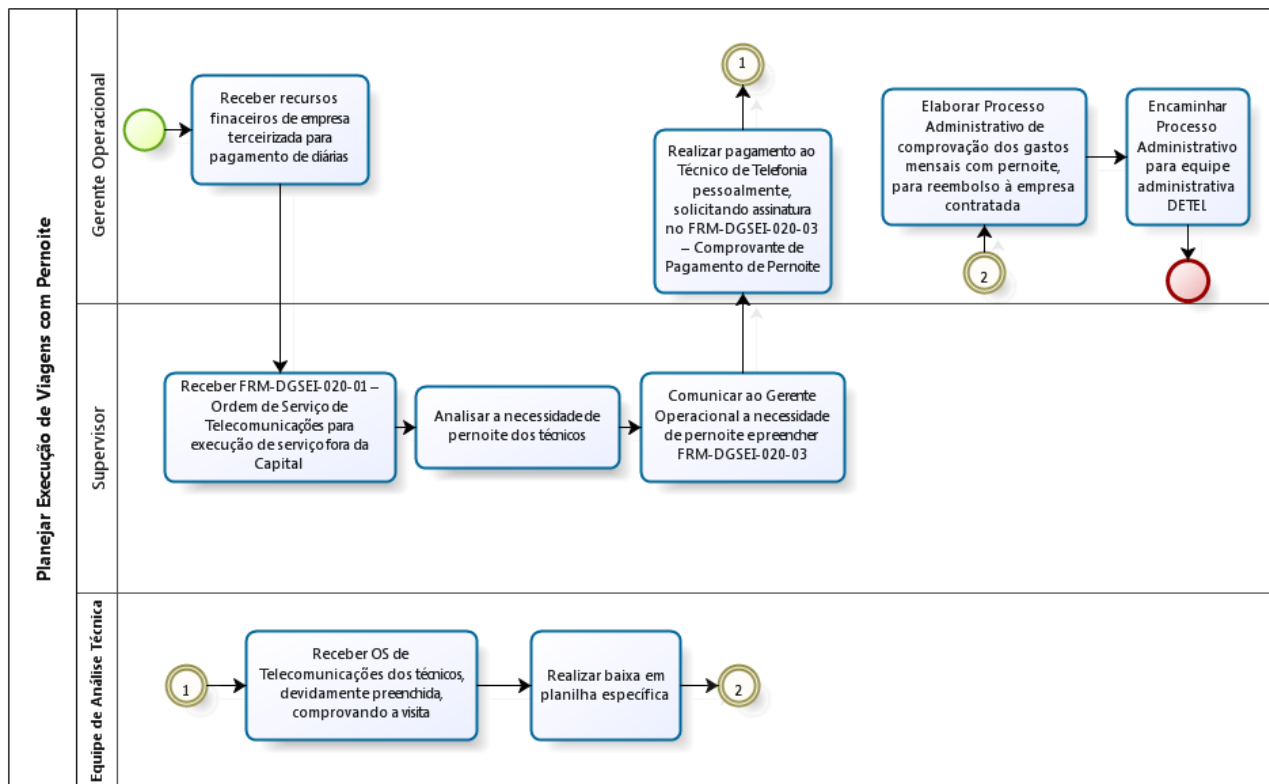 Planejar Execução de Viagens com Pernoite
Gerente Operacional
Receber recursos
finaceiros de empresa
terceirizada para
pagamento de diárias
1
Realizar pagamento ao
Técnico de Telefonia
pessoalmente,
solicitando assinatura
no FRM-DGSEI-020-03
– Comprovante de
Pagamento de Pernoite
Elaborar Processo
Administrativo de
comprovação dos gastos
mensais com pernoite,
para reembolso à empresa
contratada
2
Encaminhar
Processo
Administrativo
para equipe
administrativa
DETEL
Supervisor
Receber FRM-DGSEI-020-01 –
Ordem de Serviço de
Telecomunicações para
execução de serviço fora da
Capital
Analisar a necessidade de
pernoite dos técnicos
Comunicar ao Gerente
Operacional a necessidade
de pernoite e preencher
FRM-DGSEI-020-03
Equipe de Análise Técnica
1
Receber OS de
Telecomunicações dos técnicos,
devidamente preenchida,
comprovando a visita
Realizar baixa em
planilha específica
2